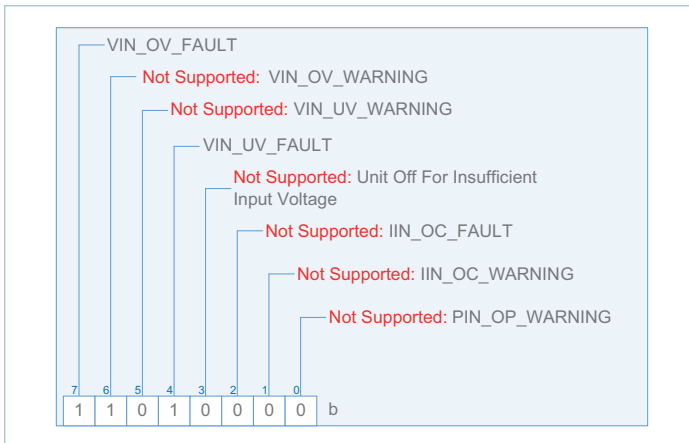 VIN_OV_FAULT
Not Supported: VIN_OV_WARNING
Not Supported: VIN_UV_WARNING
VIN_UV_FAULT
Not Supported: Unit Off For Insufficient
Input Voltage
Not Supported: IIN_OC_FAULT
Not Supported: IIN_OC_WARNING
Not Supported: PIN_OP_WARNING
7 6 5 4 3 2 1 0
1 1 0 1 0 0 0 0 b